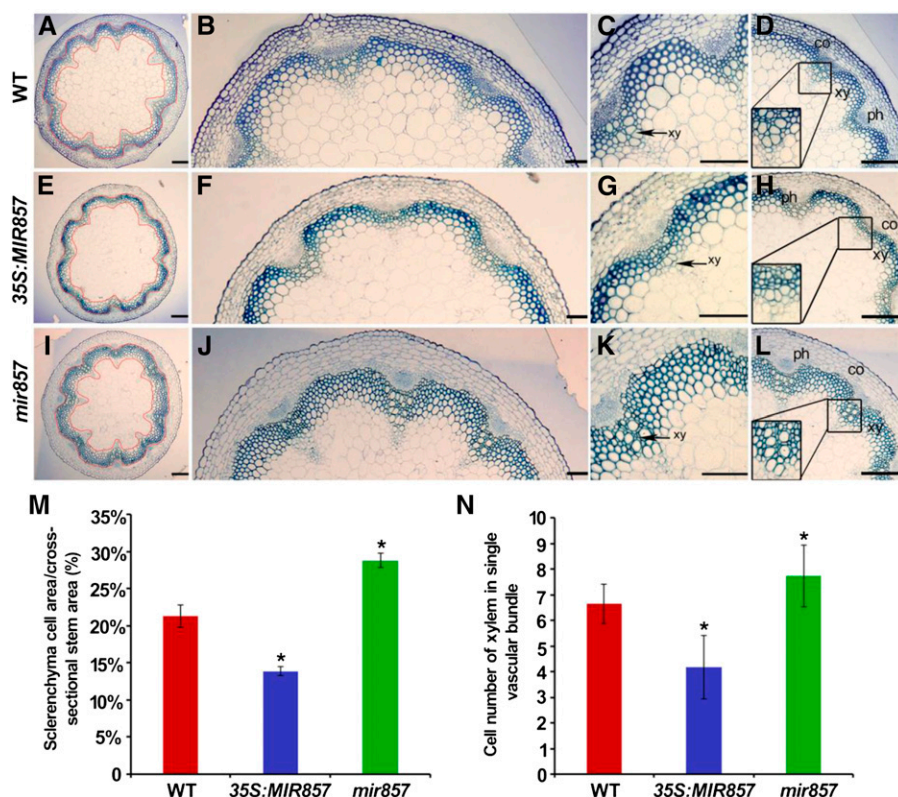 A
B
C
D
WT
xy
co
xy
ph
E
F
G
H
35S:MIR857
xy
ph
co
xy
I
J
K
L
mir857
xy
ph
co
xy
M
Sclerenchyma cell area/cross-
sectional stem area (%)
35%
30%
25%
20%
15%
10%
5%
0
*
*
WT
35S:MIR857
mir857
N
Cell number of xylem in single
vascular bundle
10
9
8
7
6
5
4
3
2
1
0
*
*
WT
35S:MIR857
mir857